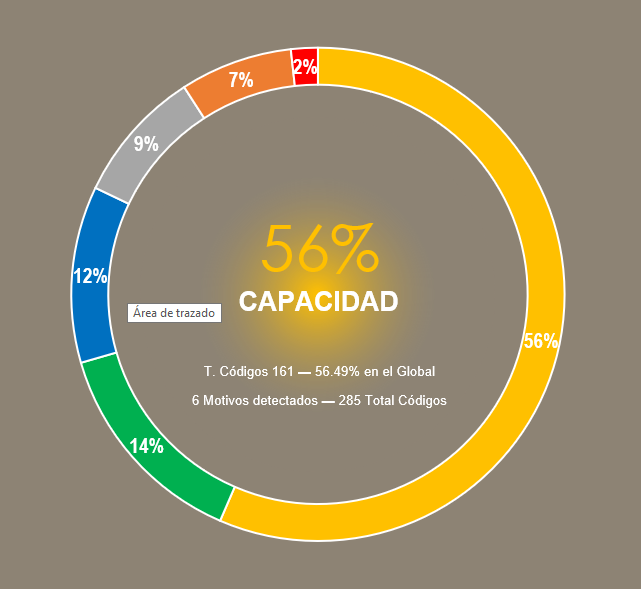 2%
7%
9%
56%
12%
CAPACIDAD
Área de trazado
56%
T. Códigos 161 — 56.49% en el Global
6 Motivos detectados — 285 Total Códigos
14%